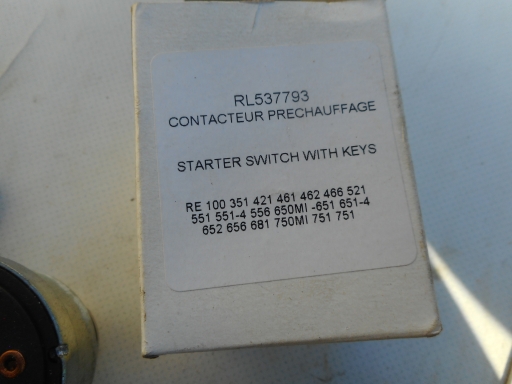 RL537793
CONTACTEUR PRECHAUFFAGE
STARTER SWITCH WITH KEYS
RE 100 351 421 461 462 466 521
551 551-4 556 650MI -651 651-4
652 656 681 750MI 751 751